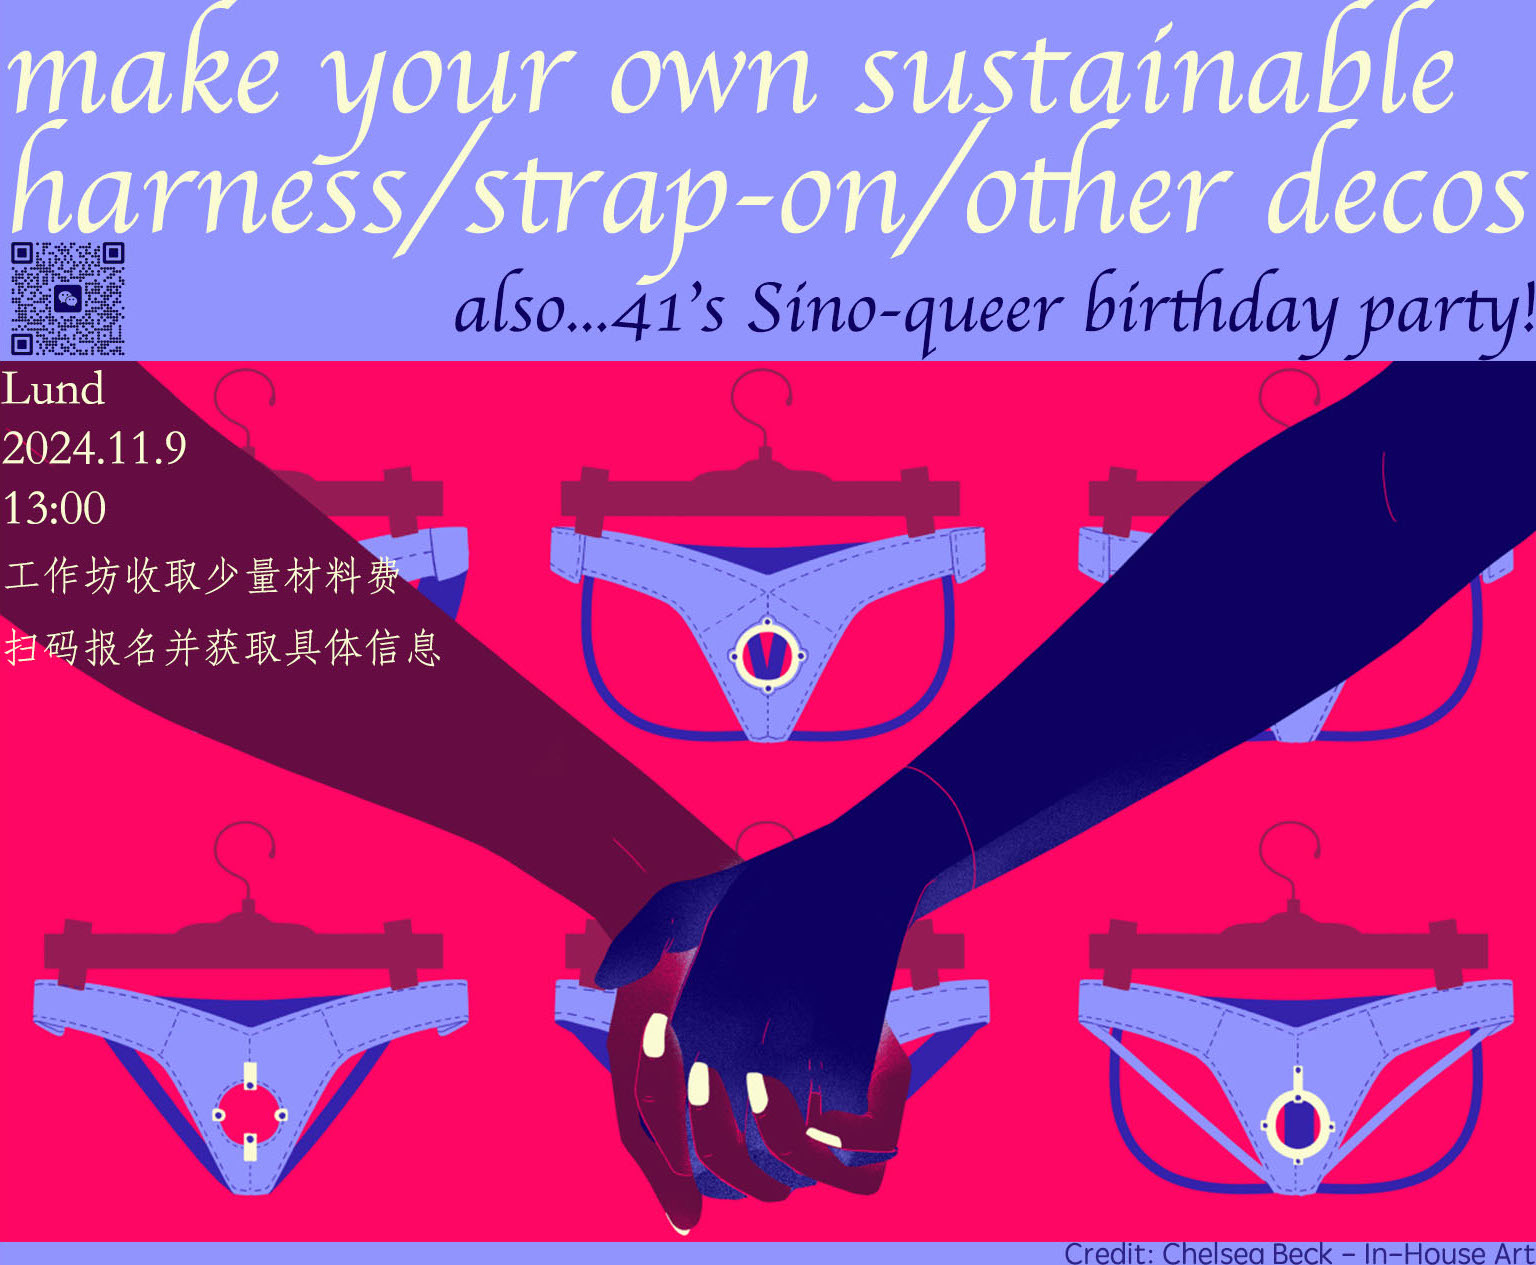 make your own sustainable
harness/strap-on/other decos
also...41's Sino-queer birthday party!
Lund
2024.11.9
13:00
工作坊收取少量材料费
扫码报名并获取具体信息
Credit: Chelsea Beck - In-House Art